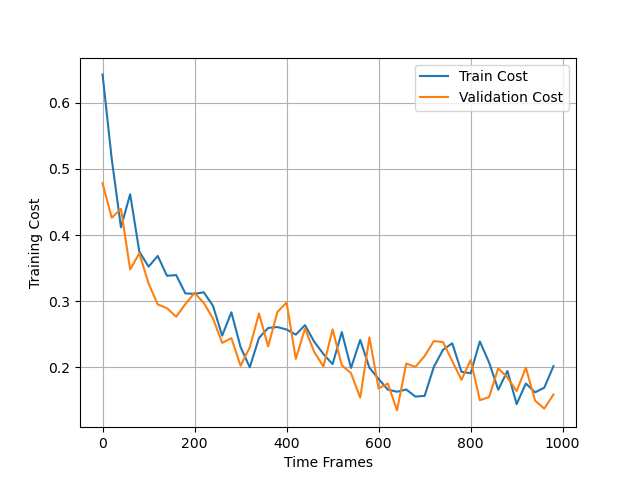 Train Cost
Validation Cost
0.6
0.5
0.4
0.3
0.2
Training Cost
0 200 400 600 800 1000
Time Frames